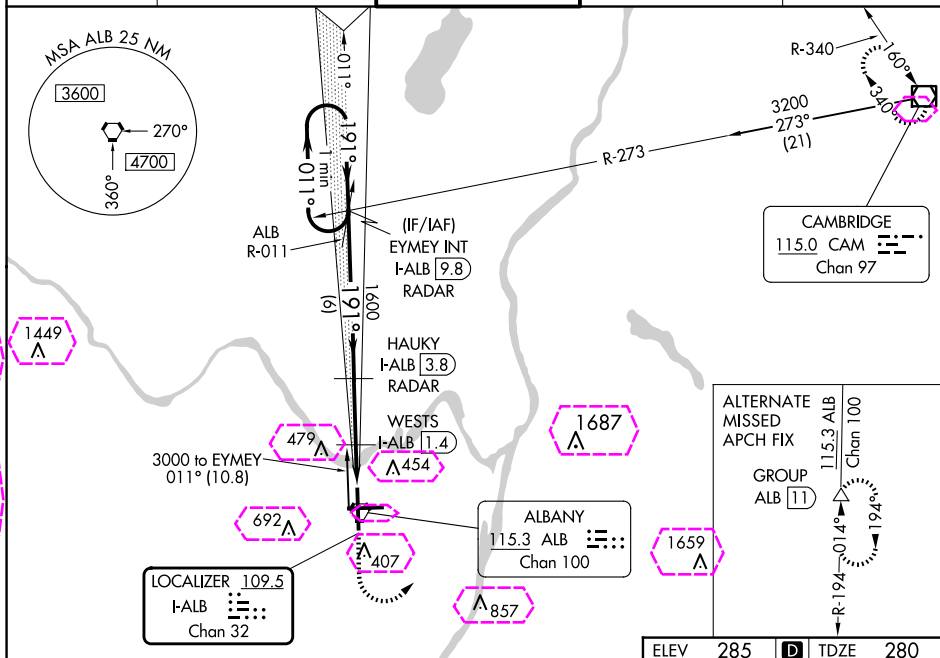 MSA ALB 25 NM
3600
270°
4700
360°
011°
191°
1 min
011°
ALB
R-011
(IF/IAF)
EYMEY INT
I-ALB 9.8
RADAR
R-340
160°
340°
3200
273°
(21)
R-273
CAMBRIDGE
115.0 CAM
Chan 97
191°
(6)
1600
HAUKY
I-ALB 3.8
RADAR
WESTS
I-ALB 1.4
1449
479
454
1687
3000 to EYMEY
011° (10.8)
692
407
ALBANY
115.3 ALB
Chan 100
1659
857
LOCALIZER 109.5
I-ALB
Chan 32
ALTERNATE
MISSED
APCH FIX
115.3 ALB
Chan 100
GROUP
ALB 11
014°
194°
R-194
ELEV 285 D TDZE 280